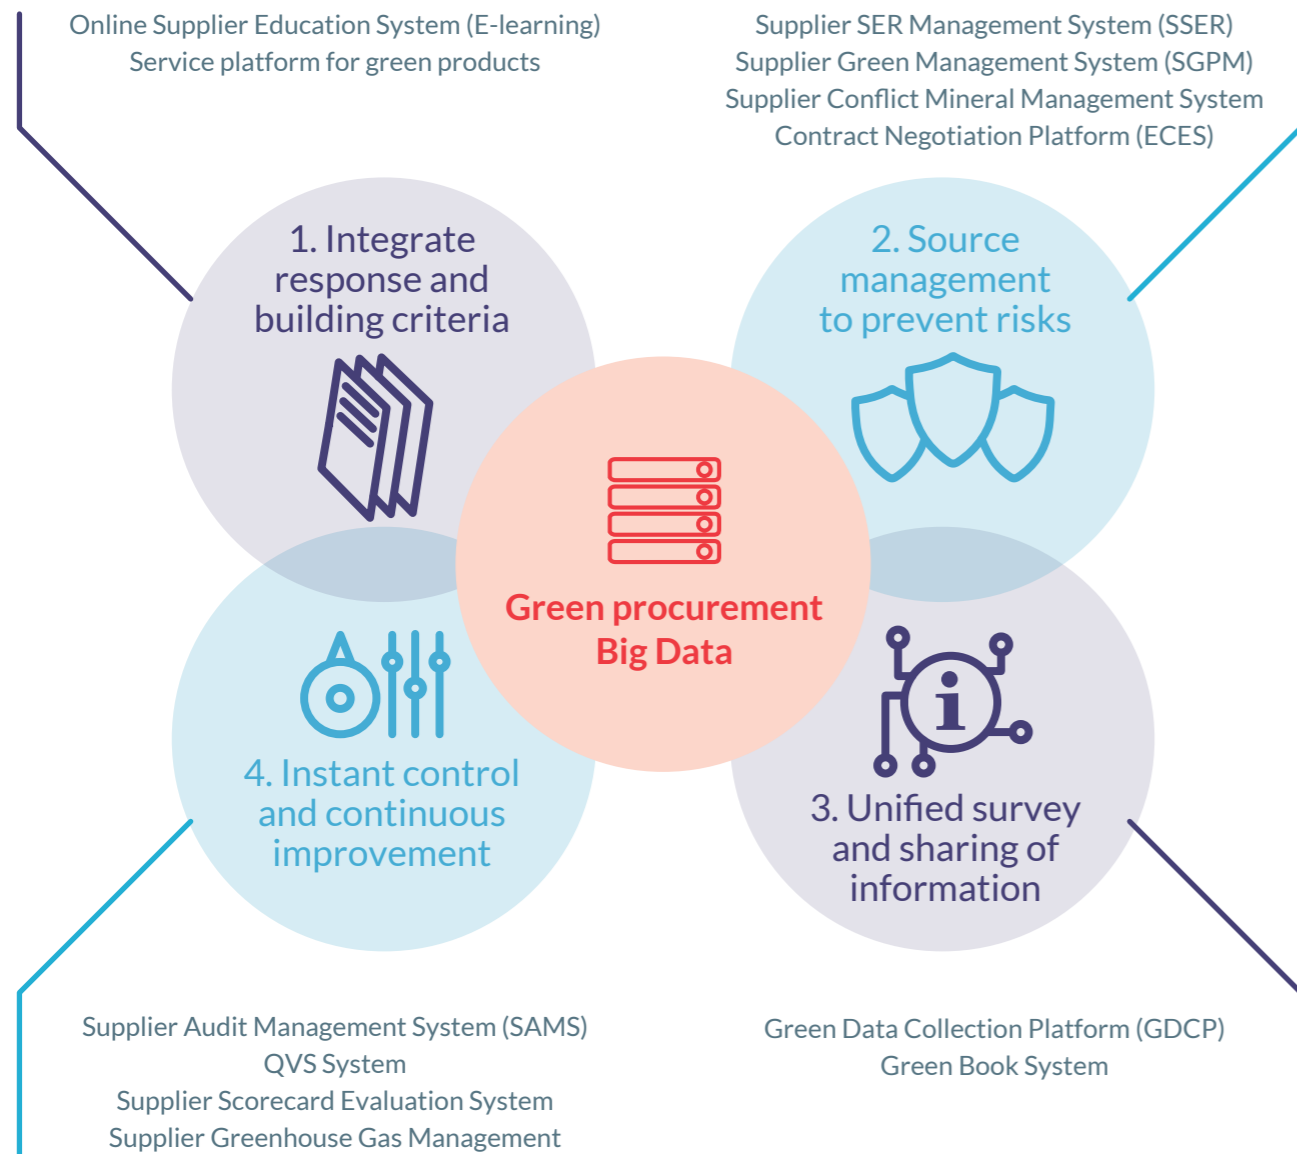 Online Supplier Education System (E-learning)
Service platform for green products
Supplier SER Management System (SSER)
Supplier Green Management System (SGPM)
Supplier Conflict Mineral Management System
Contract Negotiation Platform (ECES)
1. Integrate
response and
building criteria
2. Source
management
to prevent risks
Green procurement
Big Data
4. Instant control
and continuous
improvement
i
3. Unified survey
and sharing of
information
Supplier Audit Management System (SAMS)
QVS System
Supplier Scorecard Evaluation System
Supplier Greenhouse Gas Management
Green Data Collection Platform (GDCP)
Green Book System